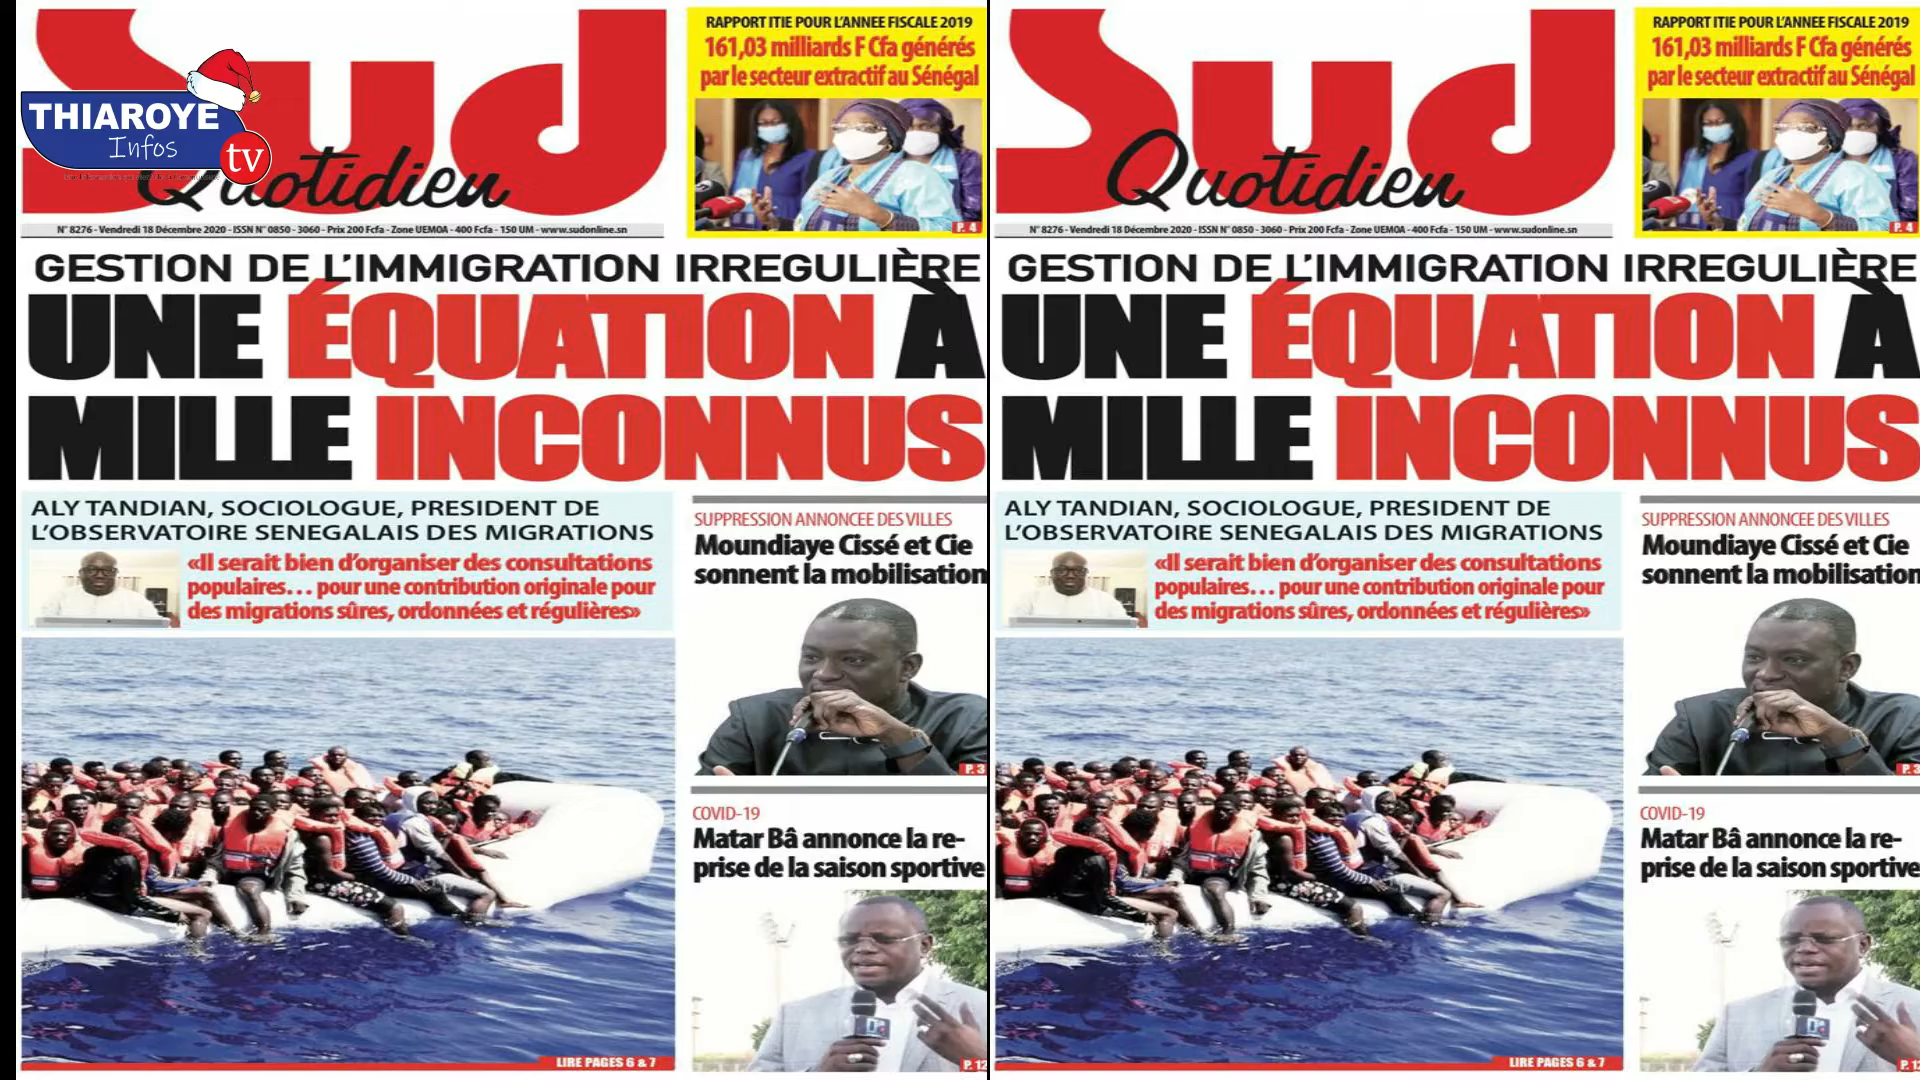 THIAROYE
Infos
tv
Sud
Quotidien
N° 8276 - Vendredi 18 Décembre 2020 - ISSN N° 0850 - 3060 - Prix 200 Fcfa - Zone UEMOA - 400 Fcfa - 150 UM - www.sudonline.sn
RAPPORT ITIE POUR L'ANNEE FISCALE 2019
161,03 milliards F Cfa générés
par le secteur extractif au Sénégal
P. 4
GESTION DE L'IMMIGRATION IRREGULIÈRE
UNE ÉQUATION À
MILLE INCONNUS
ALY TANDIAN, SOCIOLOGUE, PRESIDENT DE
L'OBSERVATOIRE SENEGALAIS DES MIGRATIONS
«Il serait bien d'organiser des consultations
populaires... pour une contribution originale pour
des migrations sûres, ordonnées et régulières»
LIRE PAGES 6 & 7
SUPPRESSION ANNONCEE DES VILLES
Moundiaye Cissé et Cie
sonnent la mobilisation
P. 3
COVID-19
Matar Bâ annonce la re-
prise de la saison sportive
P. 12
Sud
Quotidien
N° 8276 - Vendredi 18 Décembre 2020 - ISSN N° 0850 - 3060 - Prix 200 Fcfa - Zone UEMOA - 400 Fcfa - 150 UM - www.sudonline.sn
RAPPORT ITIE POUR L'ANNEE FISCALE 2019
161,03 milliards F Cfa générés
par le secteur extractif au Sénégal
P. 4
GESTION DE L'IMMIGRATION IRREGULIÈRE
UNE ÉQUATION À
MILLE INCONNUS
ALY TANDIAN, SOCIOLOGUE, PRESIDENT DE
L'OBSERVATOIRE SENEGALAIS DES MIGRATIONS
«Il serait bien d'organiser des consultations
populaires... pour une contribution originale pour
des migrations sûres, ordonnées et régulières»
LIRE PAGES 6 & 7
SUPPRESSION ANNONCEE DES VILLES
Moundiaye Cissé et Cie
sonnent la mobilisation
P. 3
COVID-19
Matar Bâ annonce la re-
prise de la saison sportive